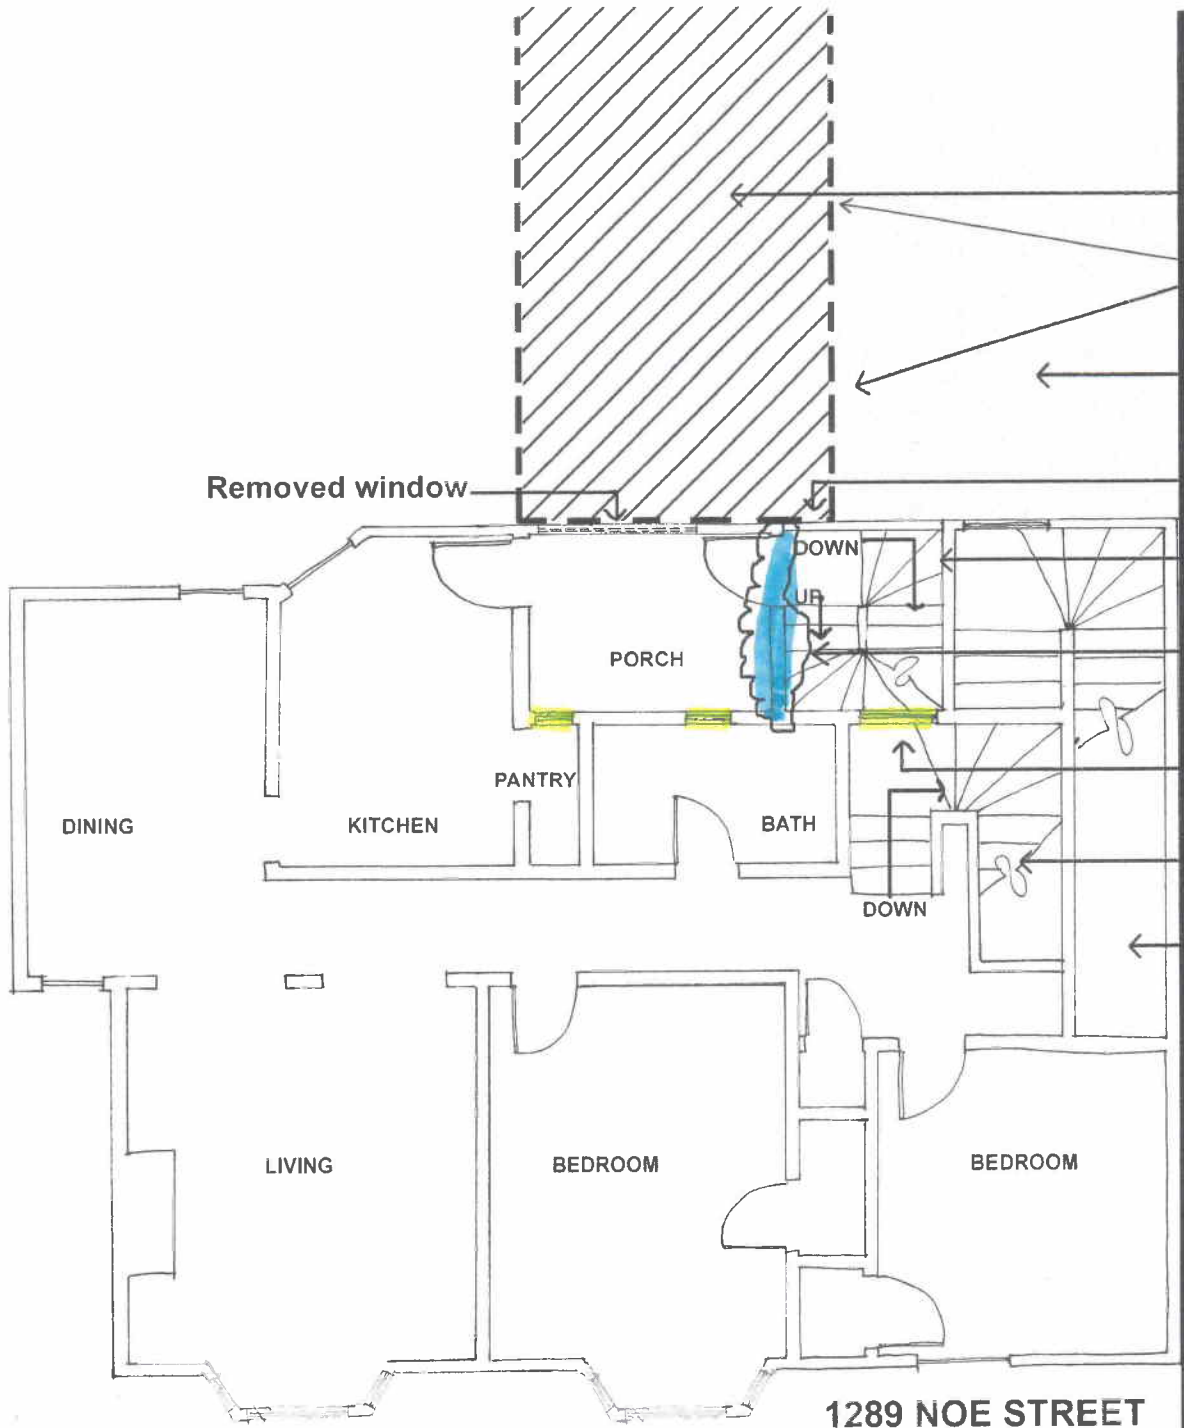 Removed window
DOWN
UP
PORCH
PANTRY
DINING
KITCHEN
BATH
DOWN
LIVING
BEDROOM
BEDROOM
1289 NOE STREET